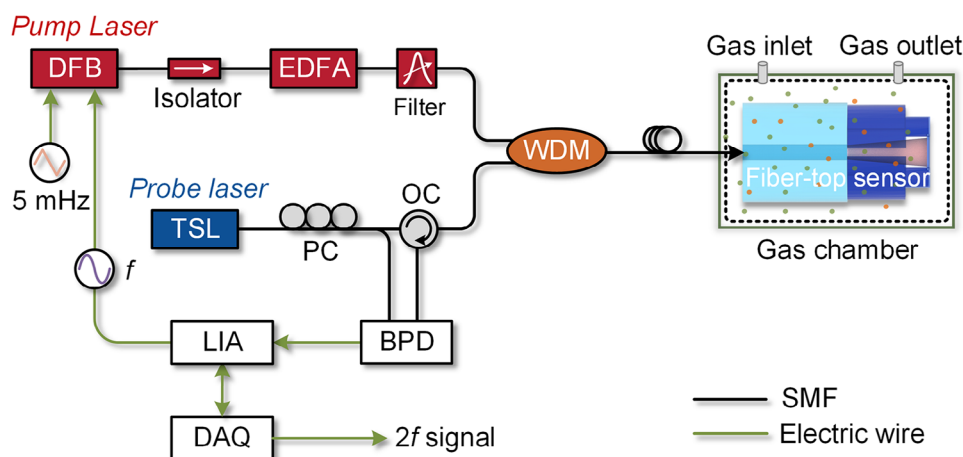 Pump Laser
DFB
Isolator
EDFA
Filter
Gas inlet
Gas outlet
WDM
Fiber-top sensor
Gas chamber
5 mHz
Probe laser
TSL
PC
OC
f
LIA
BPD
DAQ
2f signal
SMF
Electric wire